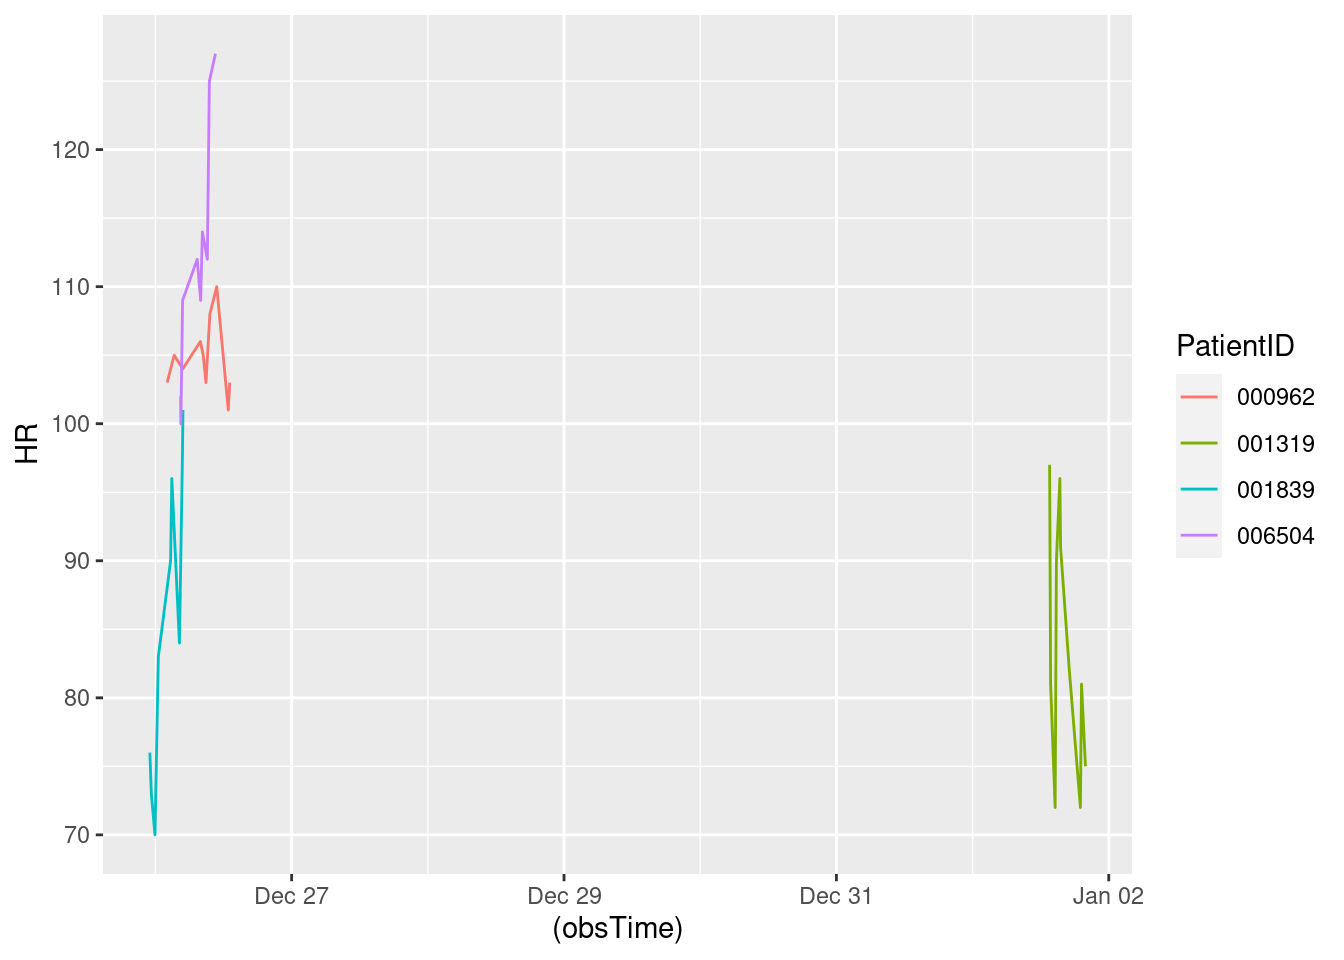 120
110
100
90
80
70
HR
Dec 27
Dec 29
Dec 31
Jan 02
(obsTime)
PatientID
000962
001319
001839
006504